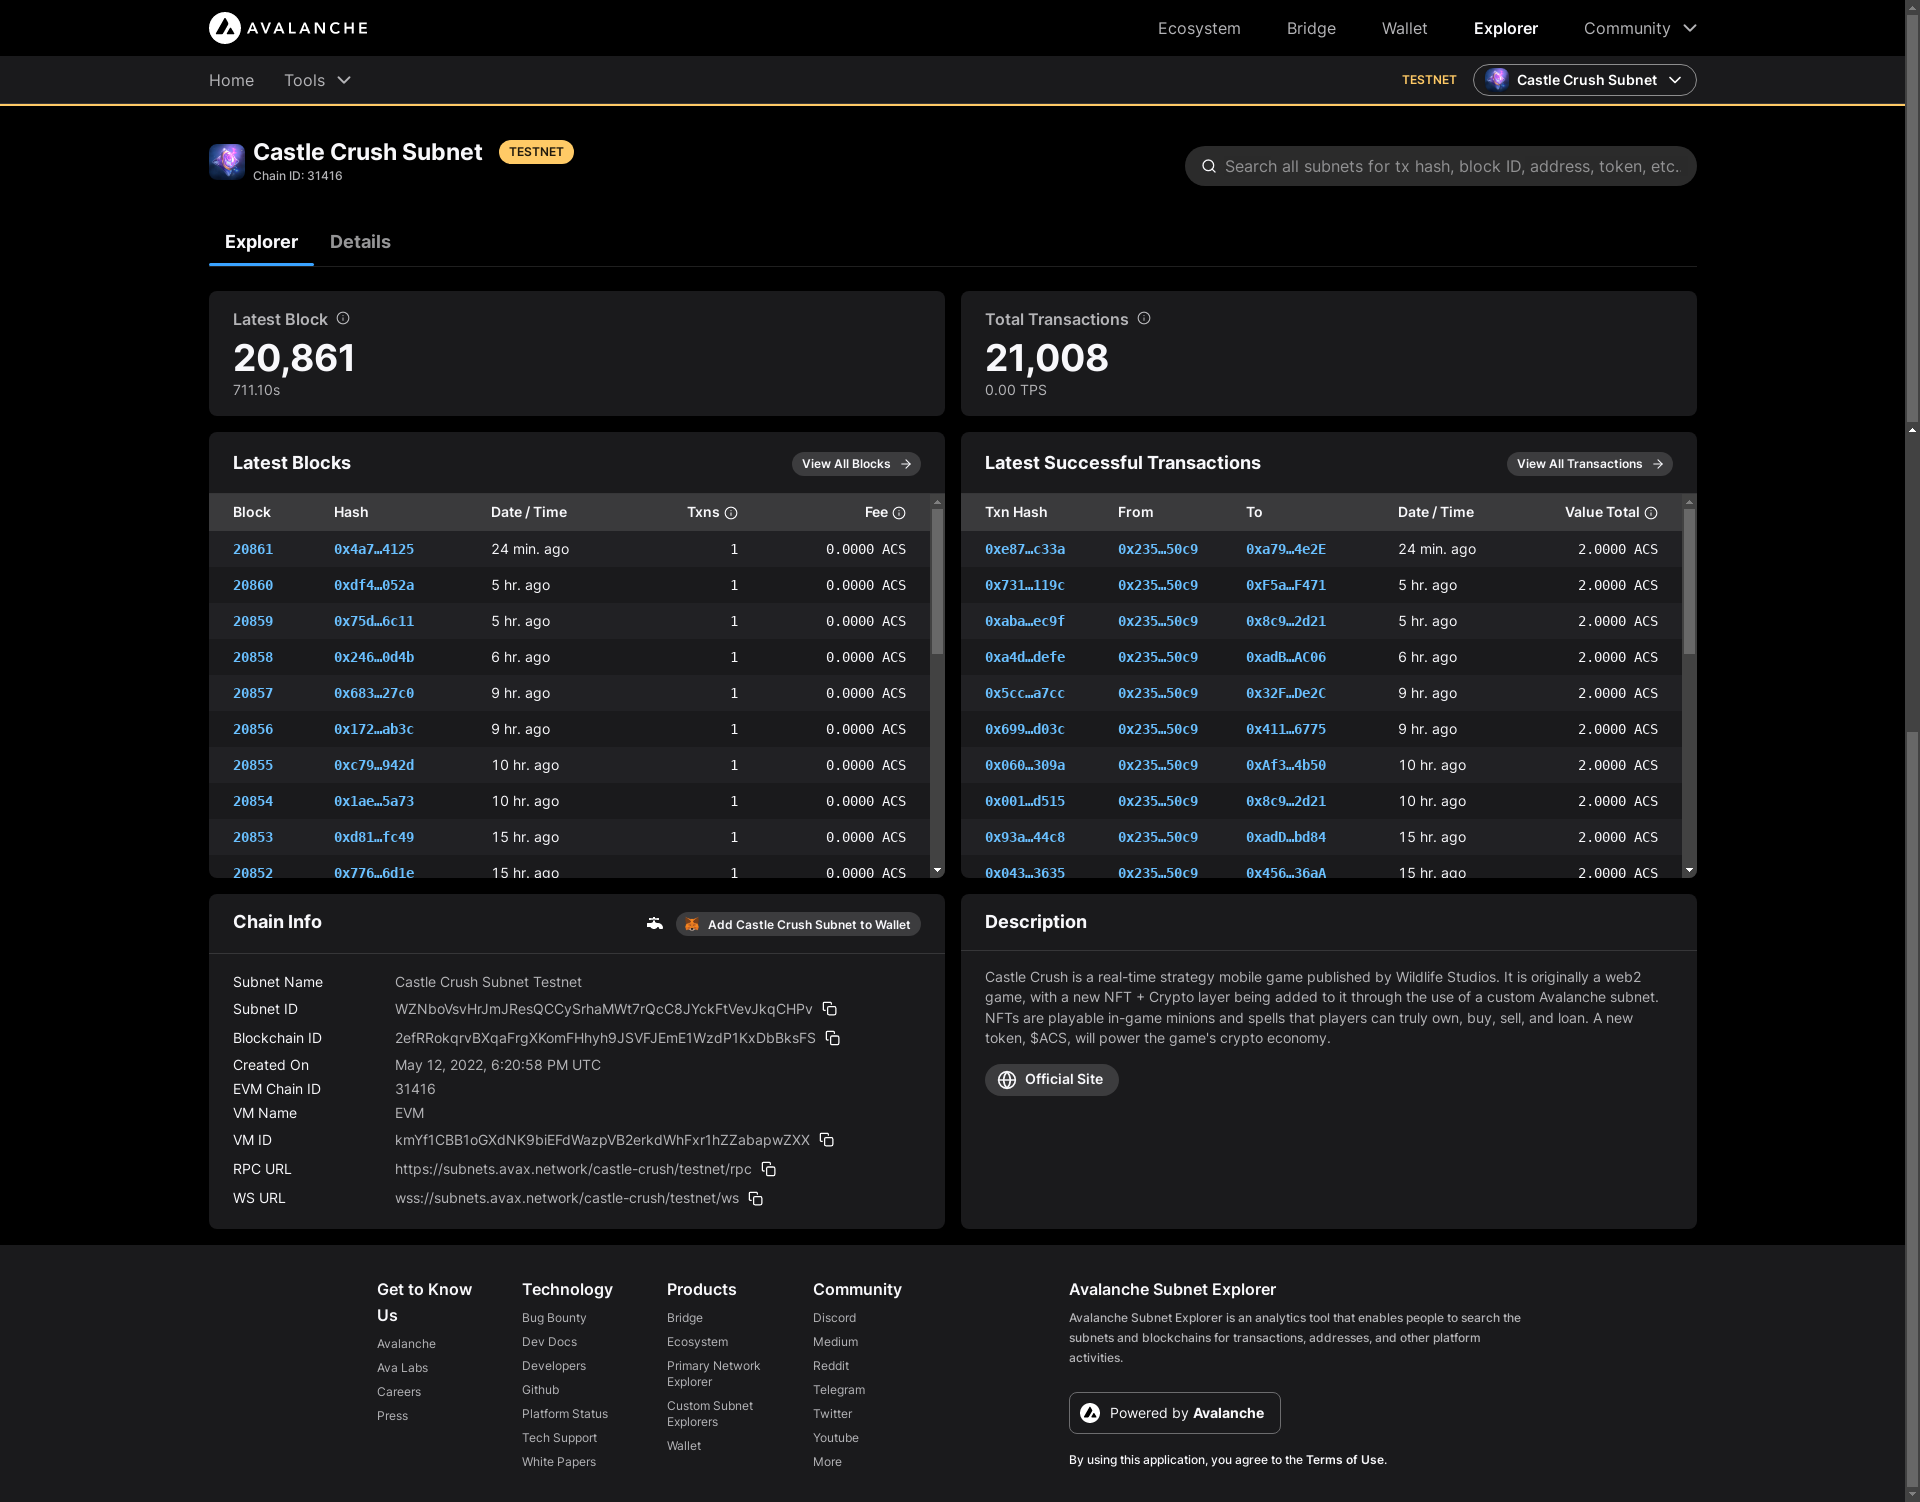 AVALANCHE
Ecosystem
Bridge
Wallet
Explorer
Community
Home
Tools
TESTNET
Castle Crush Subnet
Castle Crush Subnet TESTNET
Chain ID: 31416
Search all subnets for tx hash, block ID, address, token, etc.
Explorer
Details
Latest Block
20,861
711.10s
Total Transactions
21,008
0.00 TPS
Latest Blocks
View All Blocks
Block Hash Date / Time Txns Fee
20861 0x4a7…4125 24 min. ago 1 0.0000 ACS
20860 0xdf4…052a 5 hr. ago 1 0.0000 ACS
20859 0x75d…6c11 5 hr. ago 1 0.0000 ACS
20858 0x246…0d4b 6 hr. ago 1 0.0000 ACS
20857 0x683…27c0 9 hr. ago 1 0.0000 ACS
20856 0x172…ab3c 9 hr. ago 1 0.0000 ACS
20855 0xc79…942d 10 hr. ago 1 0.0000 ACS
20854 0x1ae…5a73 10 hr. ago 1 0.0000 ACS
20853 0xd81…fc49 15 hr. ago 1 0.0000 ACS
20852 0x776…6d1e 15 hr. ago 1 0.0000 ACS
Latest Successful Transactions
View All Transactions
Txn Hash From To Date / Time Value Total
0xe87…c33a 0x235…50c9 0xa79…4e2E 24 min. ago 2.0000 ACS
0x731…119c 0x235…50c9 0xF5a…F471 5 hr. ago 2.0000 ACS
0xaba…ec9f 0x235…50c9 0x8c9…2d21 5 hr. ago 2.0000 ACS
0xa4d…defe 0x235…50c9 0xadB…AC06 6 hr. ago 2.0000 ACS
0x5cc…a7cc 0x235…50c9 0x32F…De2C 9 hr. ago 2.0000 ACS
0x699…d03c 0x235…50c9 0x411…6775 9 hr. ago 2.0000 ACS
0x060…309a 0x235…50c9 0xAf3…4b50 10 hr. ago 2.0000 ACS
0x001…d515 0x235…50c9 0x8c9…2d21 10 hr. ago 2.0000 ACS
0x93a…44c8 0x235…50c9 0xadD…bd84 15 hr. ago 2.0000 ACS
0x043…3635 0x235…50c9 0x456…36aA 15 hr. ago 2.0000 ACS
Chain Info
Add Castle Crush Subnet to Wallet
Subnet Name Castle Crush Subnet Testnet
Subnet ID WZNboVsvHrJmJResQCCySrhaMWt7rQcC8JYckFtVevJkqCHPv
Blockchain ID 2efRRokqrvBXqaFrgXKomFHhyh9JSVFJEmE1WzdP1KxDbBksFS
Created On May 12, 2022, 6:20:58 PM UTC
EVM Chain ID 31416
VM Name EVM
VM ID kmYf1CBB1oGXdNK9biEFdWazpVB2erkdWhFxr1hZZabapwZXX
RPC URL https://subnets.avax.network/castle-crush/testnet/rpc
WS URL wss://subnets.avax.network/castle-crush/testnet/ws
Description
Castle Crush is a real-time strategy mobile game published by Wildlife Studios. It is originally a web2
game, with a new NFT + Crypto layer being added to it through the use of a custom Avalanche subnet.
NFTs are playable in-game minions and spells that players can truly own, buy, sell, and loan. A new
token, $ACS, will power the game's crypto economy.
Official Site
Get to Know
Us
Avalanche
Ava Labs
Careers
Press
Technology
Bug Bounty
Dev Docs
Developers
Github
Platform Status
Tech Support
White Papers
Products
Bridge
Ecosystem
Primary Network
Explorer
Custom Subnet
Explorers
Wallet
Community
Discord
Medium
Reddit
Telegram
Twitter
Youtube
More
Avalanche Subnet Explorer
Avalanche Subnet Explorer is an analytics tool that enables people to search the
subnets and blockchains for transactions, addresses, and other platform
activities.
Powered by Avalanche
By using this application, you agree to the Terms of Use.